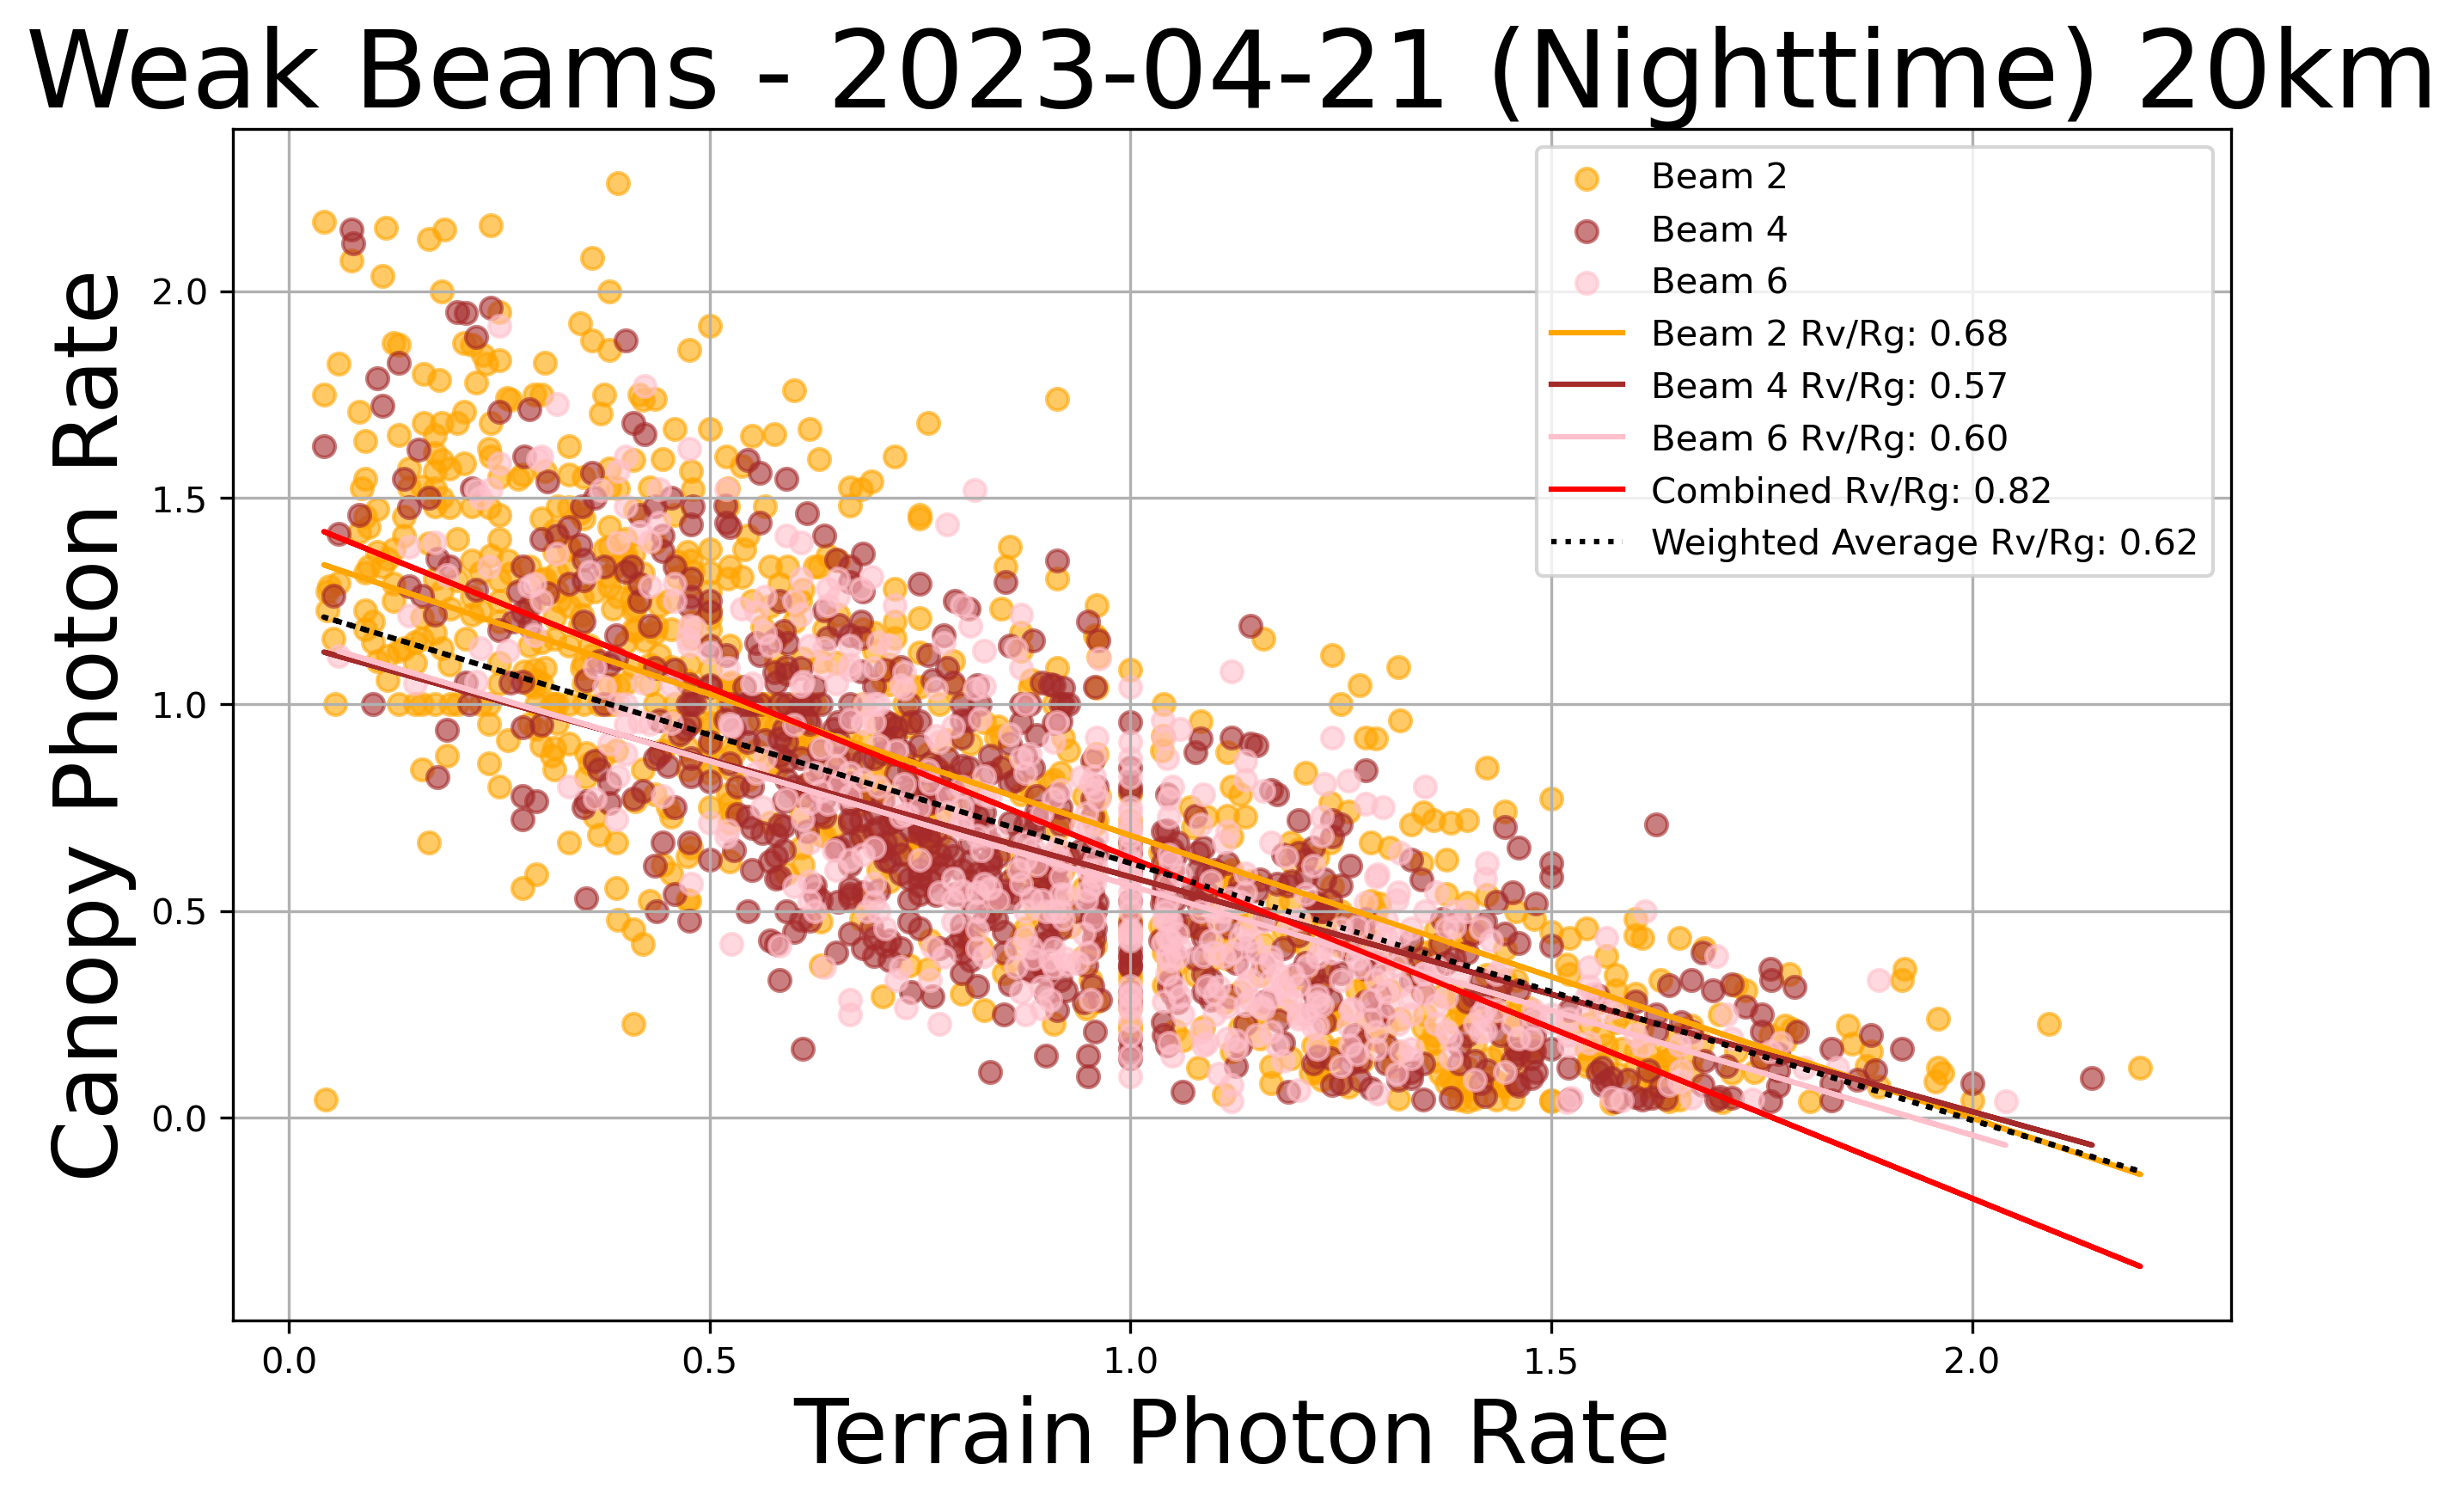 Weak Beams - 2023-04-21 (Nighttime) 20km
Canopy Photon Rate
2.0
1.5
1.0
0.5
0.0
Beam 2
Beam 4
Beam 6
Beam 2 Rv/Rg: 0.68
Beam 4 Rv/Rg: 0.57
Beam 6 Rv/Rg: 0.60
Combined Rv/Rg: 0.82
Weighted Average Rv/Rg: 0.62
0.0 0.5 1.0 1.5 2.0
Terrain Photon Rate